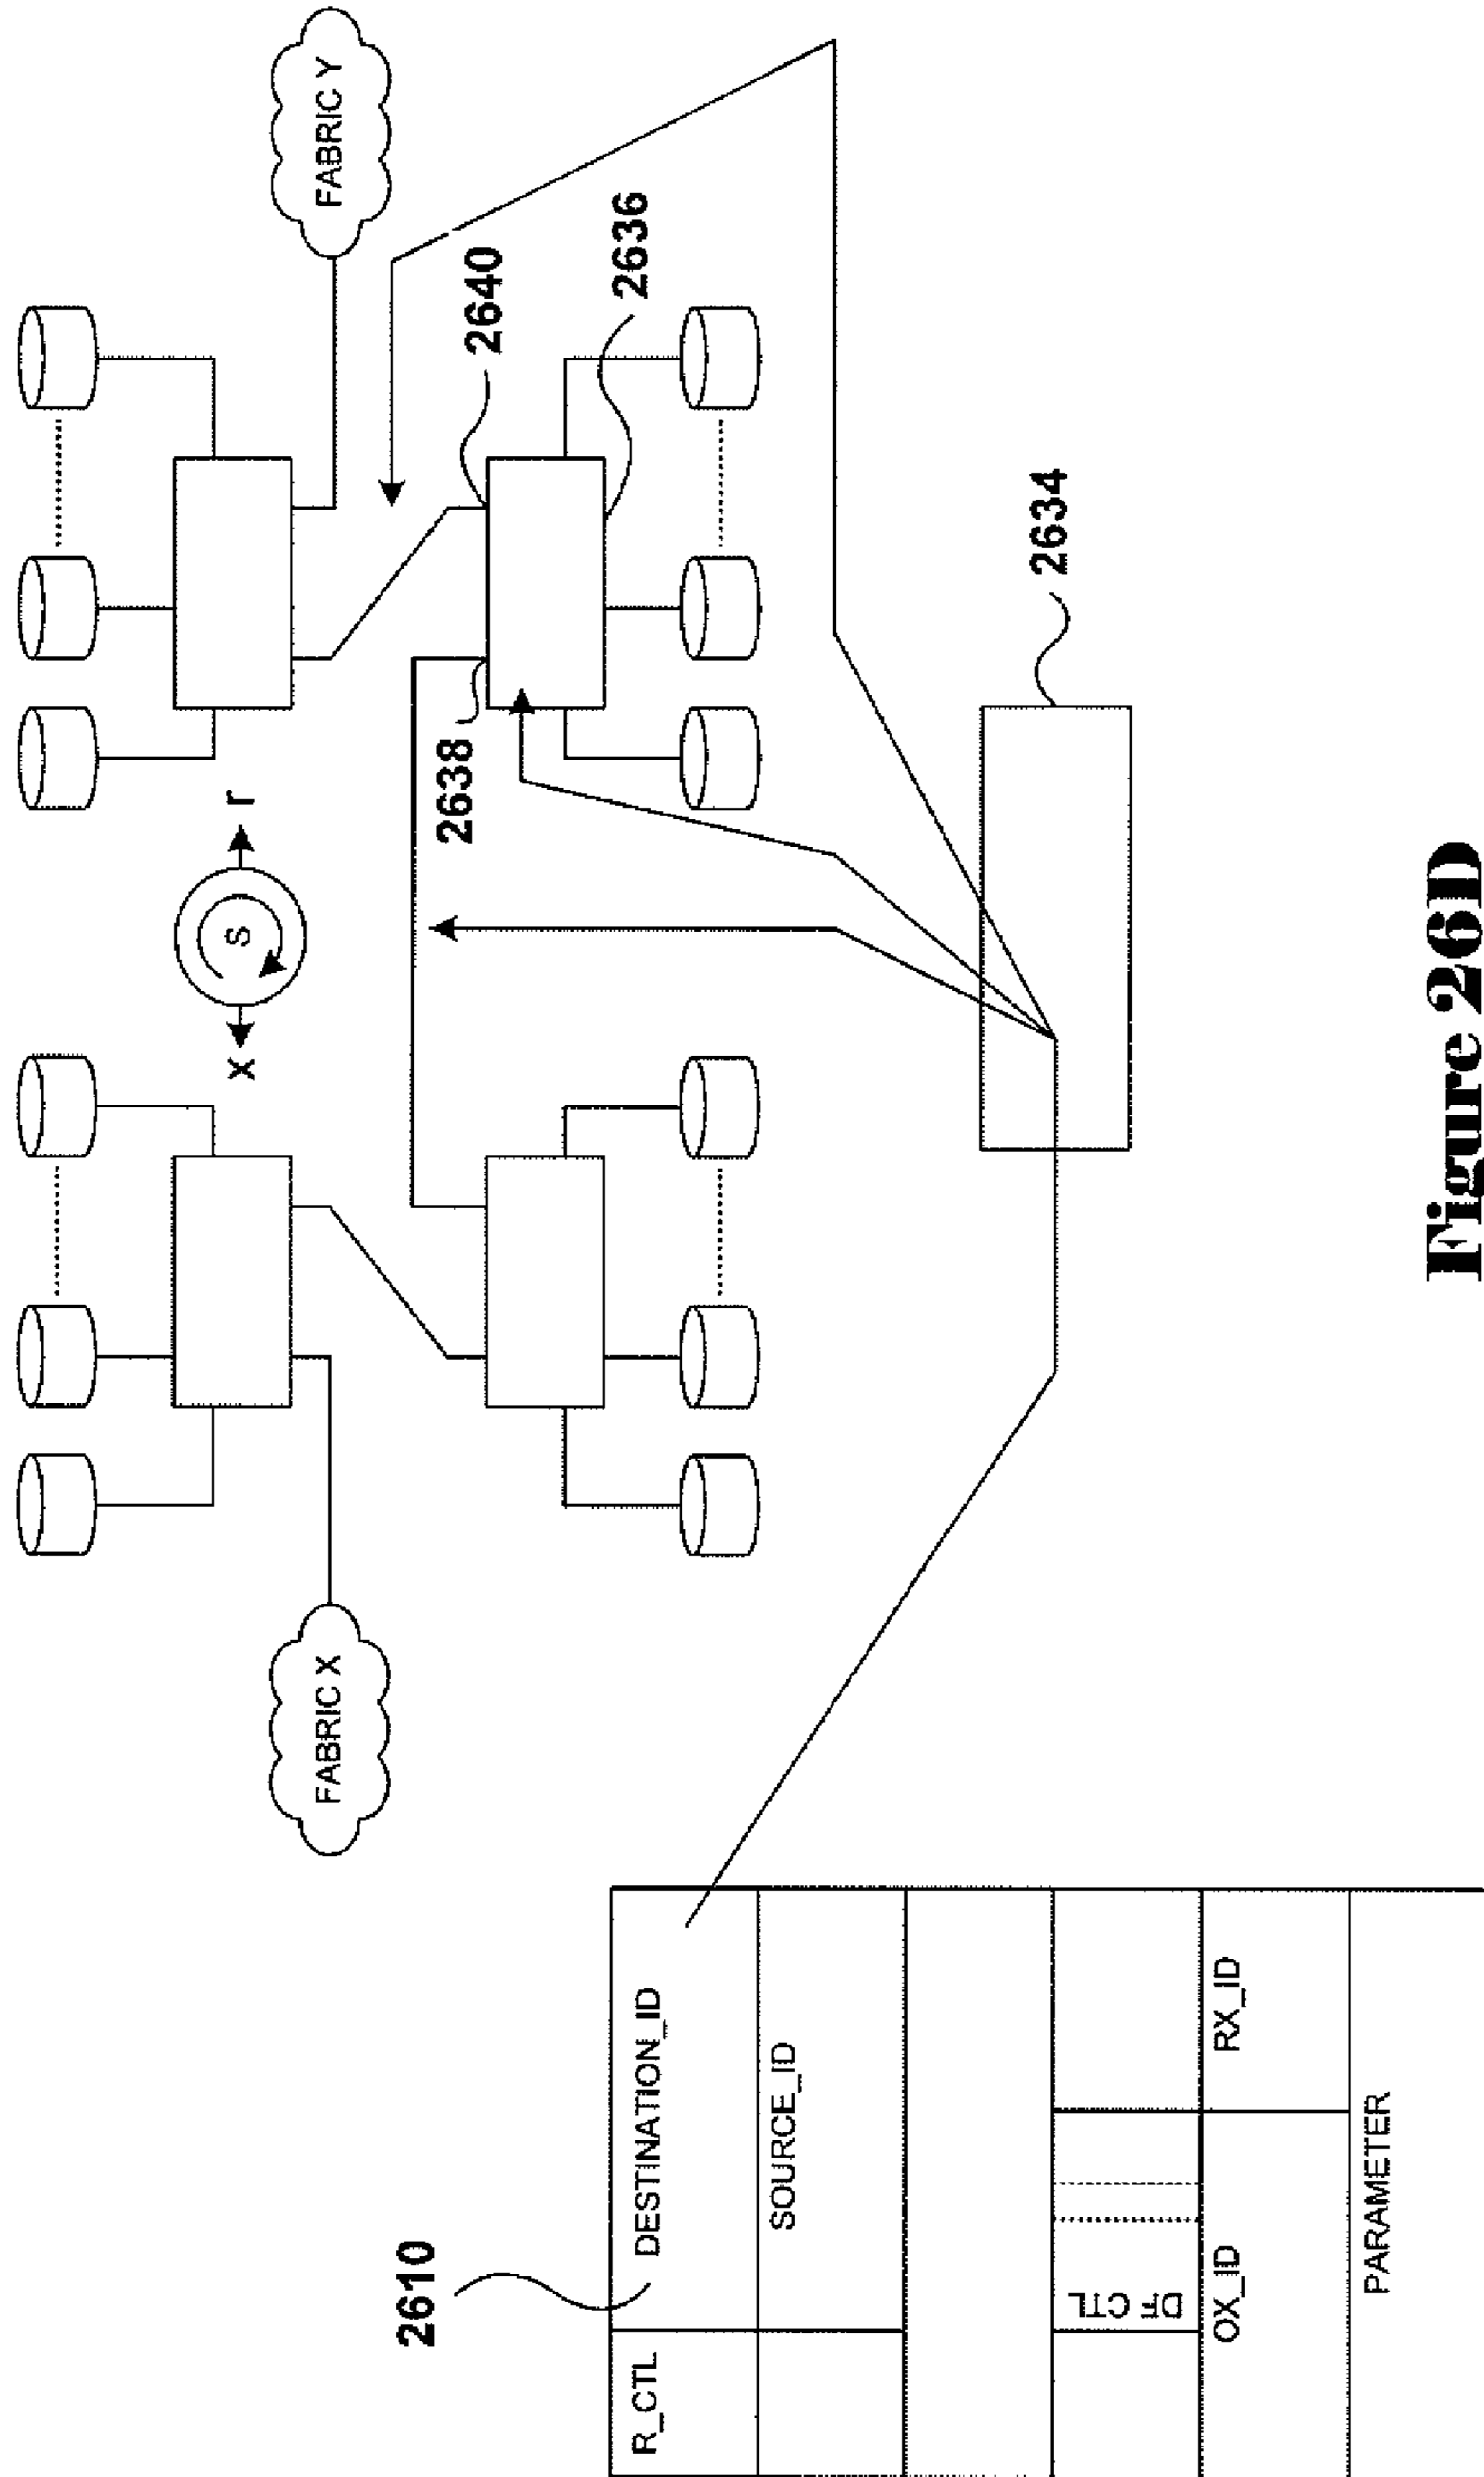 FABRIC X
FABRIC Y
X
S
r
2638
2640
2636
2634
2610
R_CTL
DESTINATION_ID
SOURCE_ID
DF CTL
OX_ID
RX_ID
PARAMETER
Figure 26D